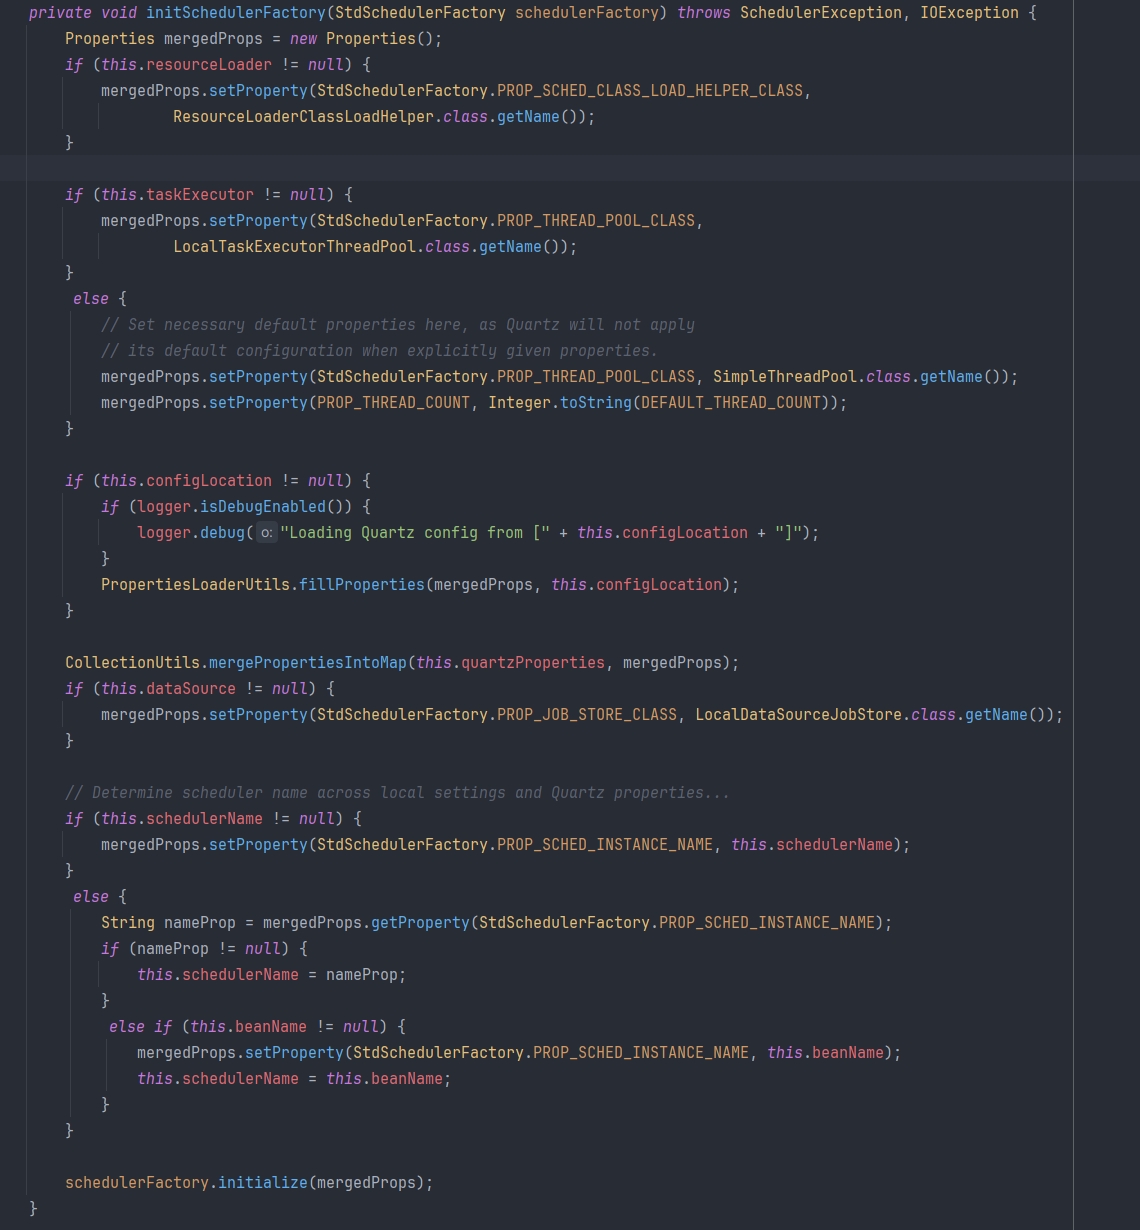 private void initSchedulerFactory(StdSchedulerFactory schedulerFactory) throws SchedulerException, IOException {
    Properties mergedProps = new Properties();
    if (this.resourceLoader != null) {
        mergedProps.setProperty(StdSchedulerFactory.PROP_SCHED_CLASS_LOAD_HELPER_CLASS,
                ResourceLoaderClassLoadHelper.class.getName());
    }

    if (this.taskExecutor != null) {
        mergedProps.setProperty(StdSchedulerFactory.PROP_THREAD_POOL_CLASS,
                LocalTaskExecutorThreadPool.class.getName());
    }
     else {
        // Set necessary default properties here, as Quartz will not apply
        // its default configuration when explicitly given properties.
        mergedProps.setProperty(StdSchedulerFactory.PROP_THREAD_POOL_CLASS, SimpleThreadPool.class.getName());
        mergedProps.setProperty(PROP_THREAD_COUNT, Integer.toString(DEFAULT_THREAD_COUNT));
    }

    if (this.configLocation != null) {
        if (logger.isDebugEnabled()) {
            logger.debug( o: "Loading Quartz config from [" + this.configLocation + "]");
        }
        PropertiesLoaderUtils.fillProperties(mergedProps, this.configLocation);
    }

    CollectionUtils.mergePropertiesIntoMap(this.quartzProperties, mergedProps);
    if (this.dataSource != null) {
        mergedProps.setProperty(StdSchedulerFactory.PROP_JOB_STORE_CLASS, LocalDataSourceJobStore.class.getName());
    }

    // Determine scheduler name across local settings and Quartz properties...
    if (this.schedulerName != null) {
        mergedProps.setProperty(StdSchedulerFactory.PROP_SCHED_INSTANCE_NAME, this.schedulerName);
    }
     else {
        String nameProp = mergedProps.getProperty(StdSchedulerFactory.PROP_SCHED_INSTANCE_NAME);
        if (nameProp != null) {
            this.schedulerName = nameProp;
        }
         else if (this.beanName != null) {
            mergedProps.setProperty(StdSchedulerFactory.PROP_SCHED_INSTANCE_NAME, this.beanName);
            this.schedulerName = this.beanName;
        }
    }

    schedulerFactory.initialize(mergedProps);
}